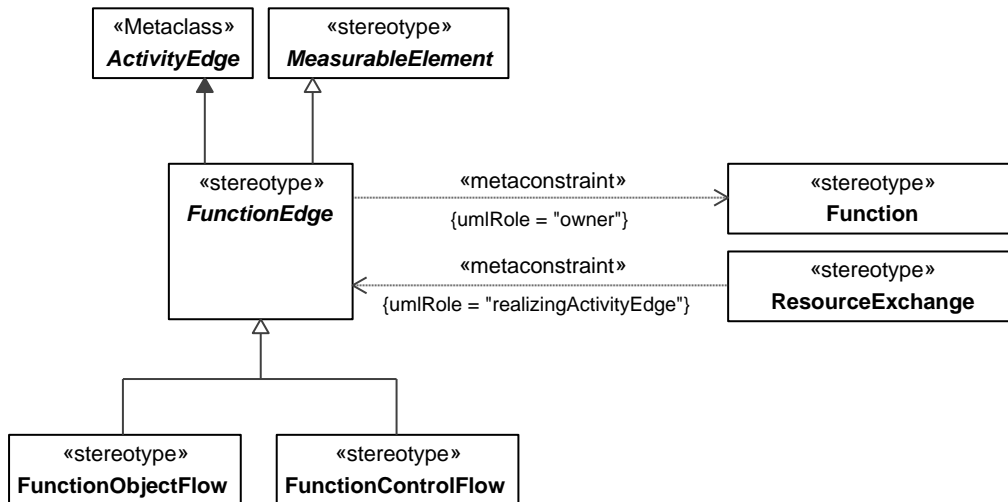 «Metaclass»
ActivityEdge
«stereotype»
MeasurableElement
«stereotype»
FunctionEdge
«metaconstraint»
{umlRole = "owner"}
«stereotype»
Function
«metaconstraint»
{umlRole = "realizingActivityEdge"}
«stereotype»
ResourceExchange
«stereotype»
FunctionObjectFlow
«stereotype»
FunctionControlFlow